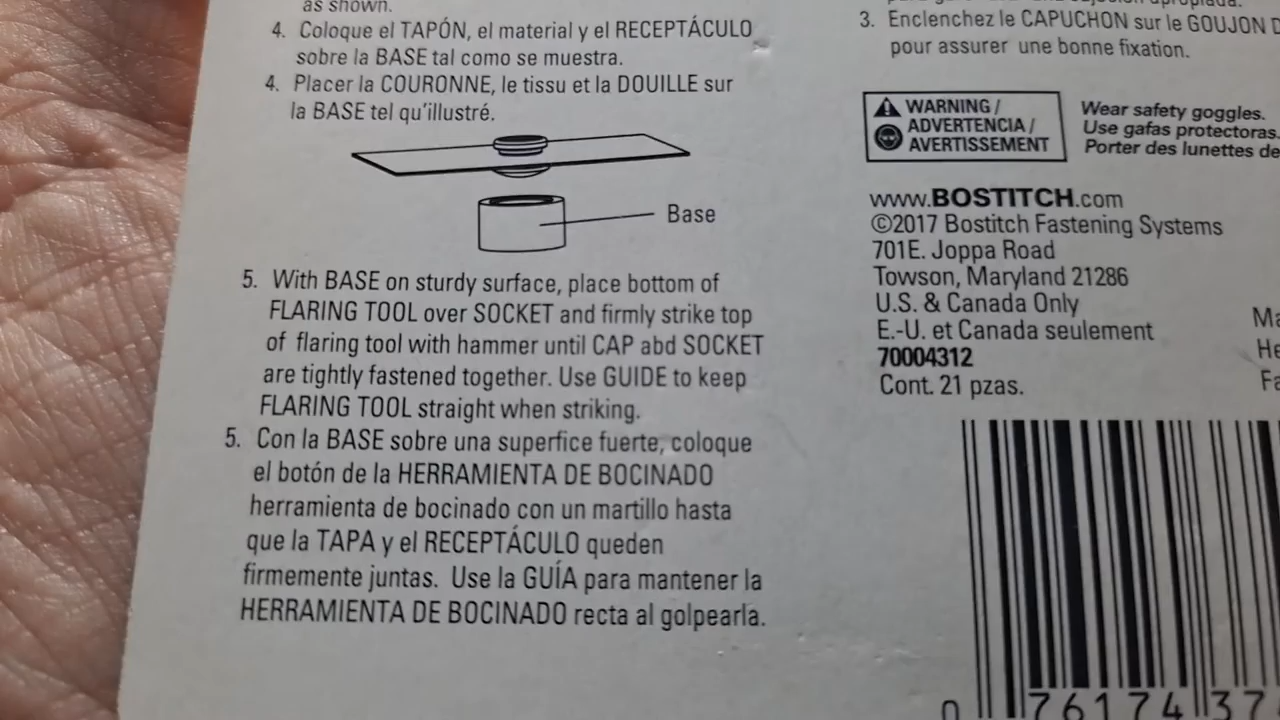 as shown.
4. Coloque el TAPÓN, el material y el RECEPTÁCULO
sobre la BASE tal como se muestra.
4. Placer la COURONNE, le tissu et la DOUILLE sur
la BASE tel qu'illustré.
Base
5. With BASE on sturdy surface, place bottom of
FLARING TOOL over SOCKET and firmly strike top
of flaring tool with hammer until CAP abd SOCKET
are tightly fastened together. Use GUIDE to keep
FLARING TOOL straight when striking.
5. Con la BASE sobre una superfice fuerte, coloque
el botón de la HERRAMIENTA DE BOCINADO
herramienta de bocinado con un martillo hasta
que la TAPA y el RECEPTÁCULO queden
firmemente juntas. Use la GUÍA para mantener la
HERRAMIENTA DE BOCINADO recta al golpearla.
3. Enclenchez le CAPUCHON sur le GOUJON
pour assurer une bonne fixation.
WARNING /
ADVERTENCIA /
AVERTISSEMENT
Wear safety goggles.
Use gafas protectoras.
Porter des lunettes de
www.BOSTITCH.com
©2017 Bostitch Fastening Systems
701E. Joppa Road
Towson, Maryland 21286
U.S. & Canada Only
E.-U. et Canada seulement
70004312
Cont. 21 pzas.
Ma
He
Fa
0 76174 37